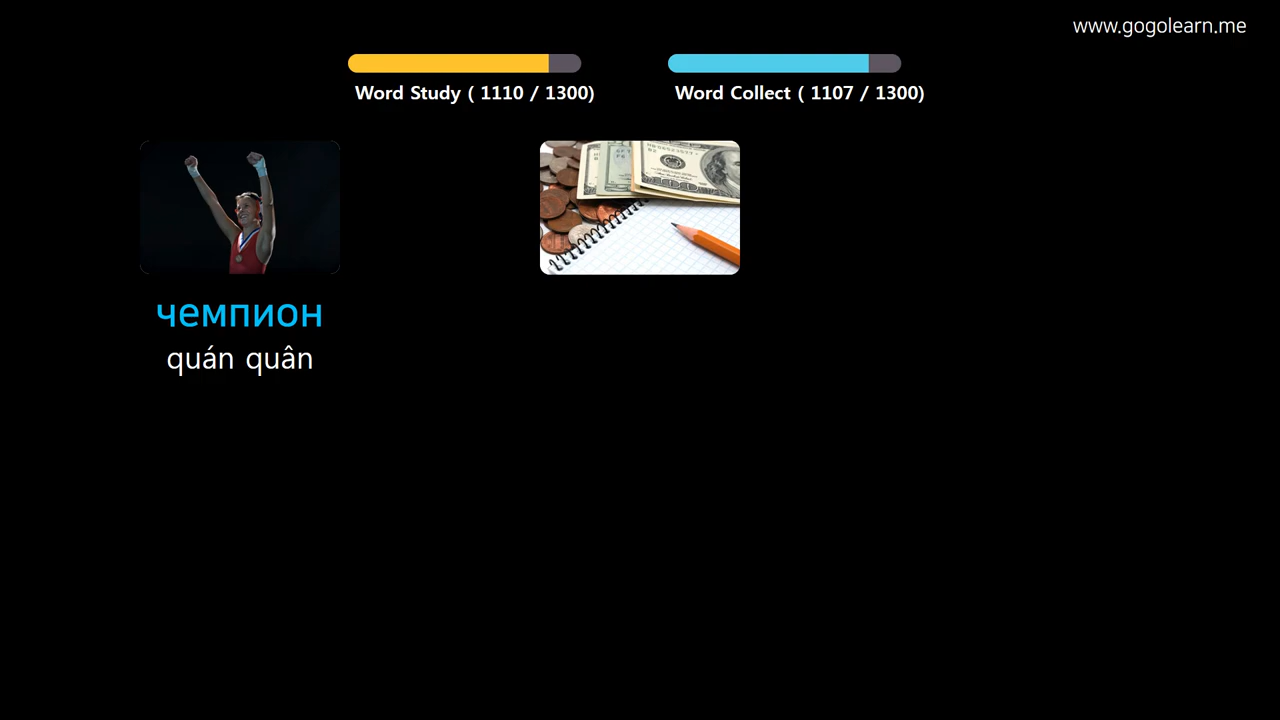 www.gogolearn.me
Word Study ( 1110 / 1300)
Word Collect ( 1107 / 1300)
чемпион
quán quân